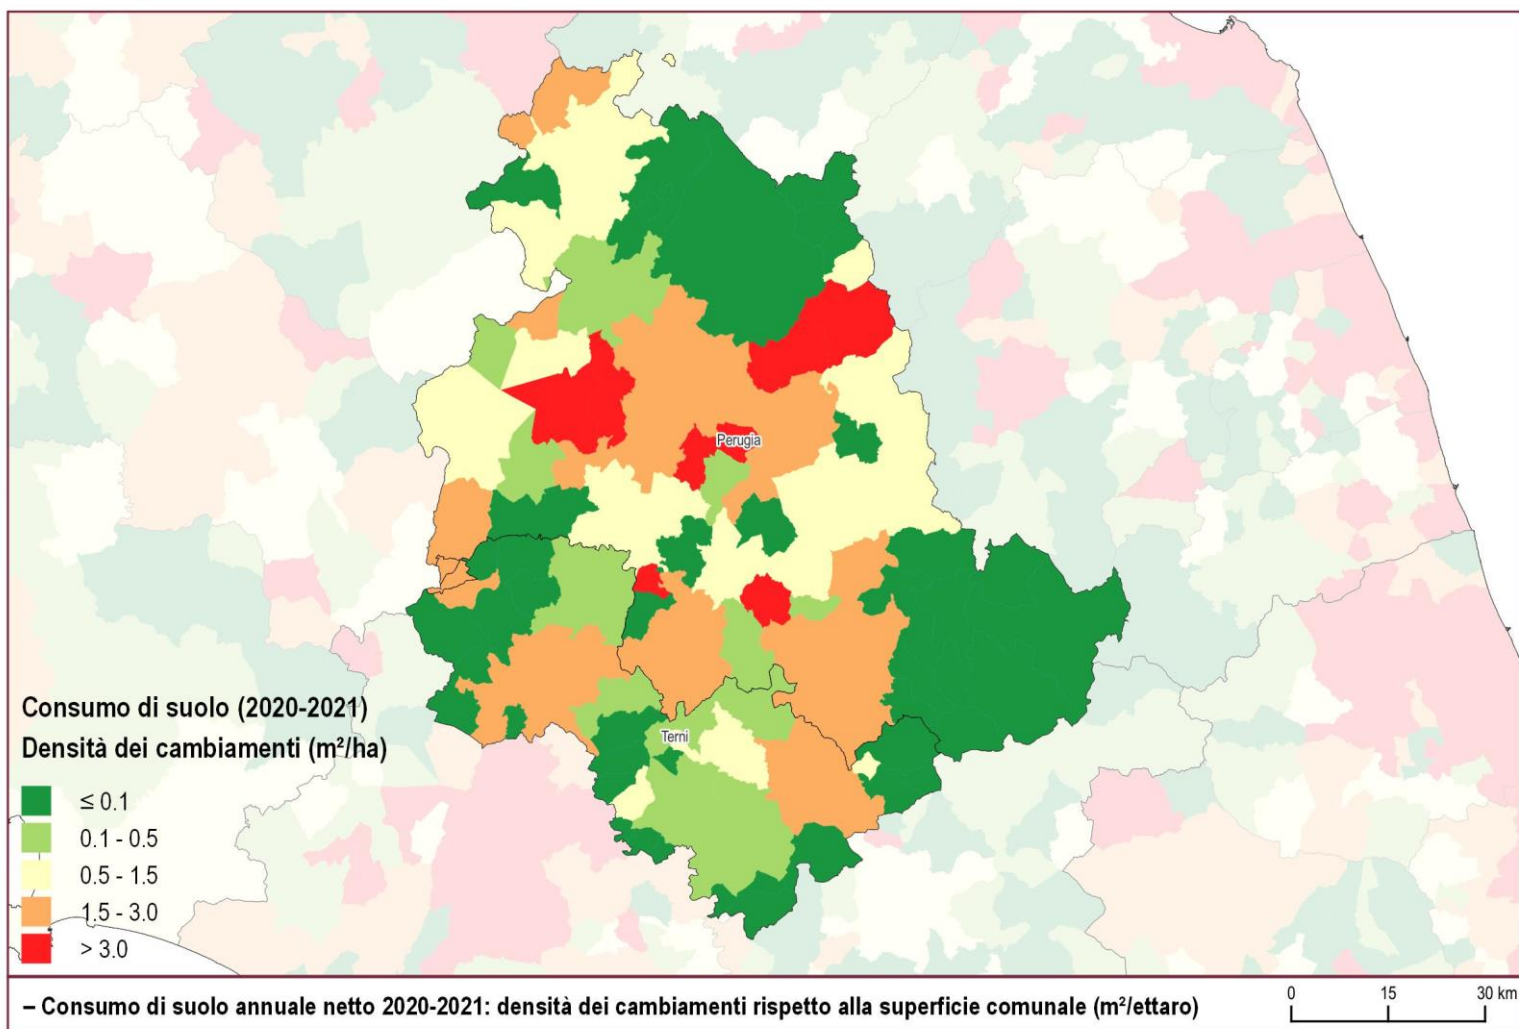 Perugia
Terni
Consumo di suolo (2020-2021)
Densità dei cambiamenti (m²/ha)
≤ 0.1
0.1 - 0.5
0.5 - 1.5
1.5 - 3.0
> 3.0
– Consumo di suolo annuale netto 2020-2021: densità dei cambiamenti rispetto alla superficie comunale (m²/ettaro)
0 15 30 km